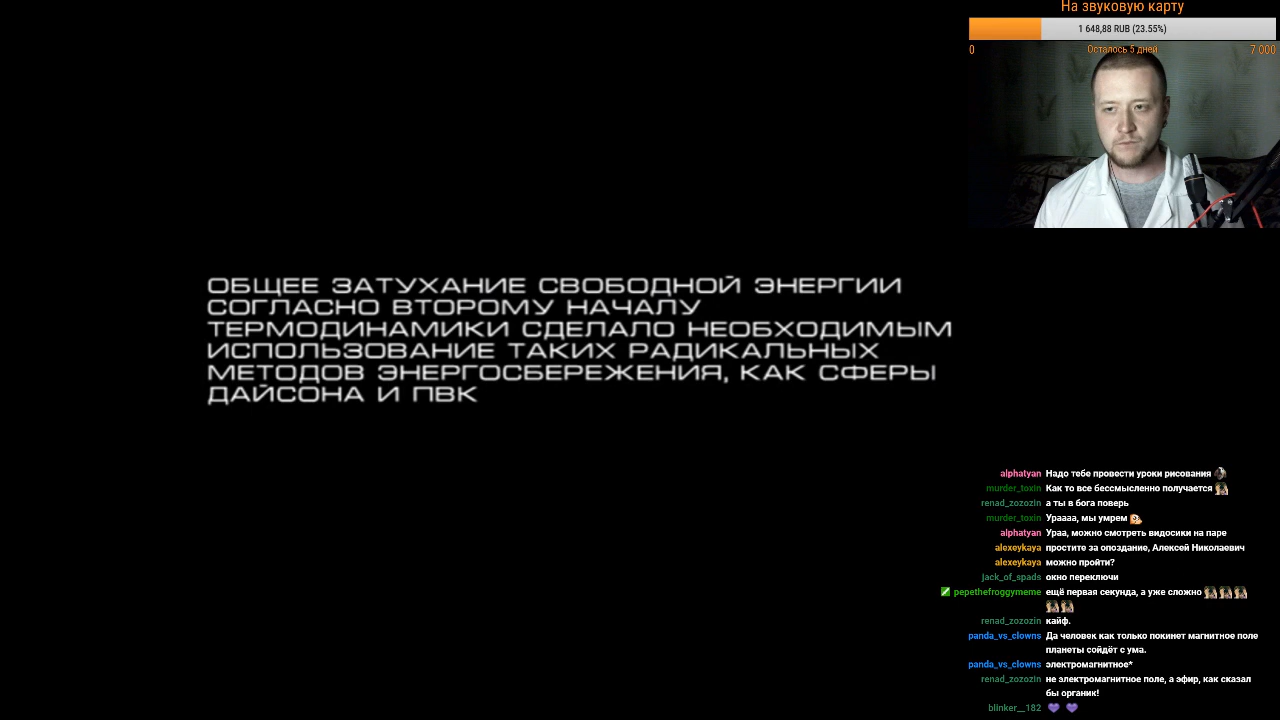 На звуковую карту
1 648,88 RUB (23.55%)
0 Осталось 5 дней 7 000
ОБЩЕЕ ЗАТУХАНИЕ СВОБОДНОЙ ЭНЕРГИИ
СОГЛАСНО ВТОРОМУ НАЧАЛУ
ТЕРМОДИНАМИКИ СДЕЛАЛО НЕОБХОДИМЫМ
ИСПОЛЬЗОВАНИЕ ТАКИХ РАДИКАЛЬНЫХ
МЕТОДОВ ЭНЕРГОСБЕРЕЖЕНИЯ, КАК СФЕРЫ
ДАЙСОНА И ПВК
alphatyan Надо тебе провести уроки рисования
murder_toxin Как то все бессмысленно получается
renad_zozozin а ты в бога поверь
murder_toxin Ураааа, мы умрем
alphatyan Ураа, можно смотреть видосики на паре
alexeykaya простите за опоздание, Алексей Николаевич
alexeykaya можно пройти?
jack_of_spads окно переключи
pepethefroggymeme ещё первая секунда, а уже сложно
renad_zozozin кайф.
panda_vs_clowns Да человек как только покинет магнитное поле
планеты сойдёт с ума.
panda_vs_clowns электромагнитное*
renad_zozozin не электромагнитное поле, а эфир, как сказал
бы органик!
blinker__182